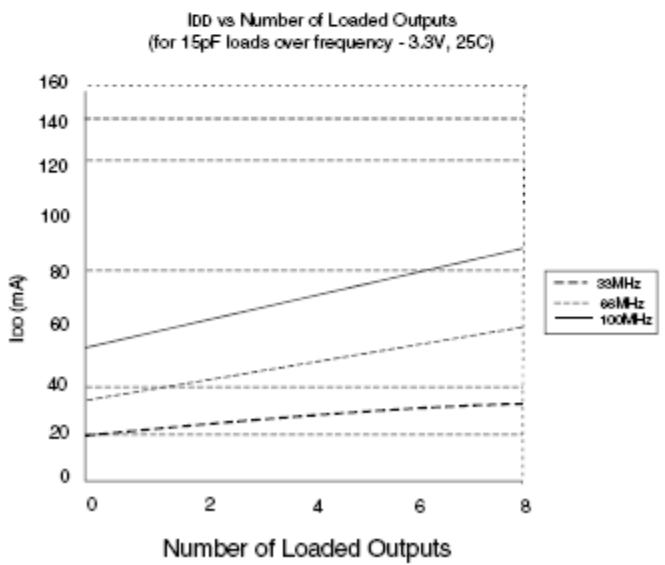 IDD vs Number of Loaded Outputs
(for 15pF loads over frequency - 3.3V, 25C)
160
140
120
100
80
60
40
20
0
IDD (mA)
0 2 4 6 8
Number of Loaded Outputs
33MHz
66MHz
100MHz